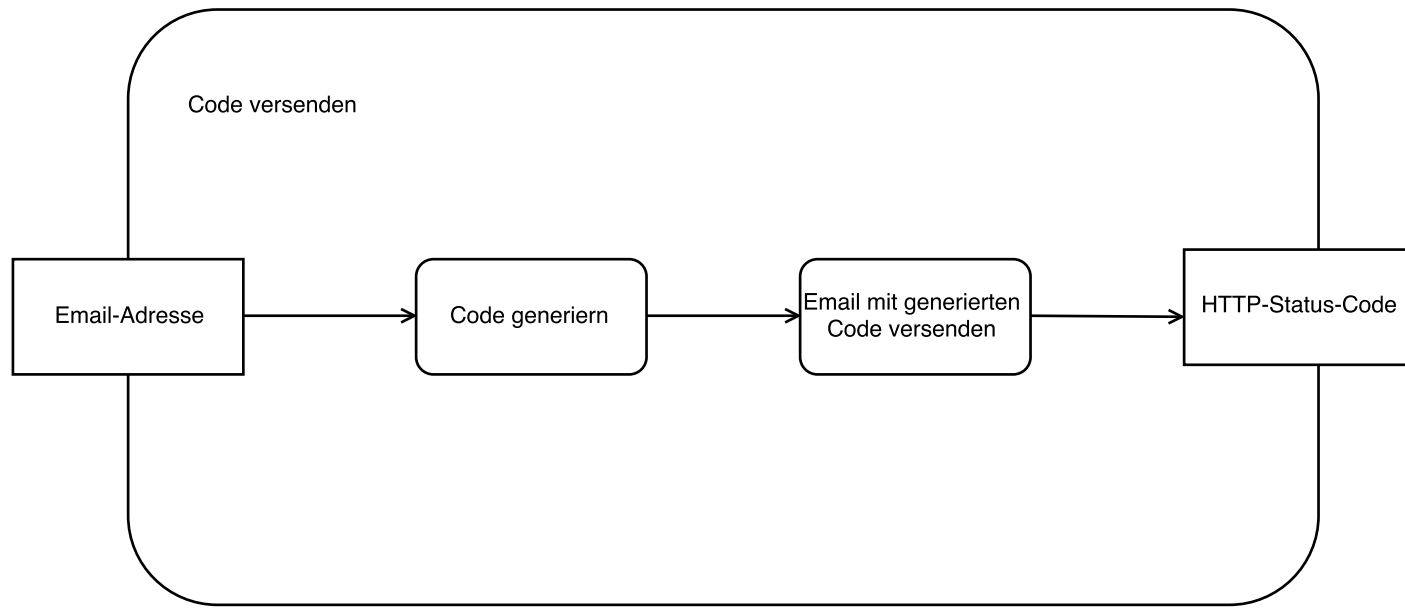 Code versenden
Email-Adresse
Code generiern
Email mit generierten
Code versenden
HTTP-Status-Code